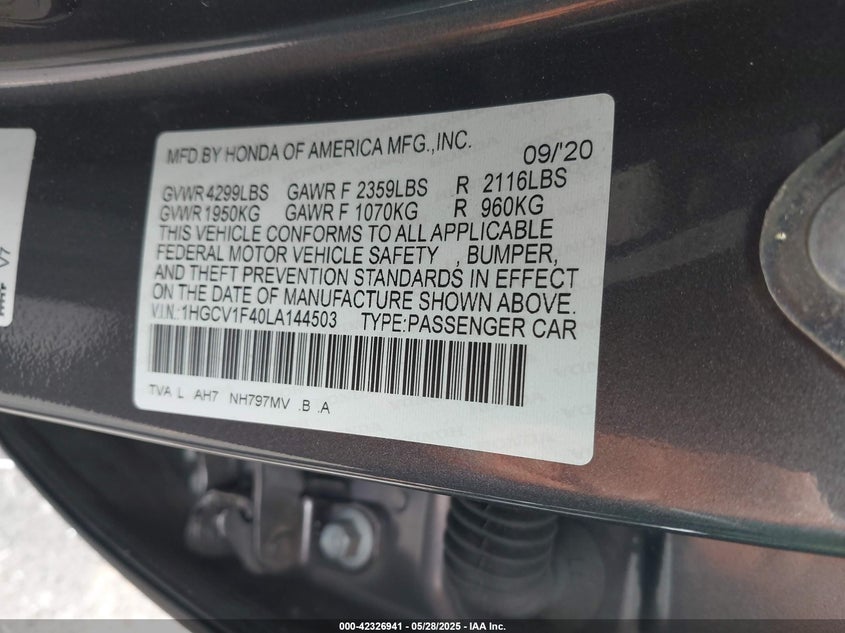 MFD.BY HONDA OF AMERICA MFG.,INC. 09/'20
GVWR 4299LBS GAWR F 2359LBS R 2116LBS
GVWR 1950KG GAWR F 1070KG R 960KG
THIS VEHICLE CONFORMS TO ALL APPLICABLE
FEDERAL MOTOR VEHICLE SAFETY , BUMPER,
AND THEFT PREVENTION STANDARDS IN EFFECT
ON THE DATE OF MANUFACTURE SHOWN ABOVE.
V.I.N.:1HGCV1F40LA144503 TYPE:PASSENGER CAR
TVA L AH7 NH797MV .B .A
000-42326941 | 05/28/2025 - IAA Inc.